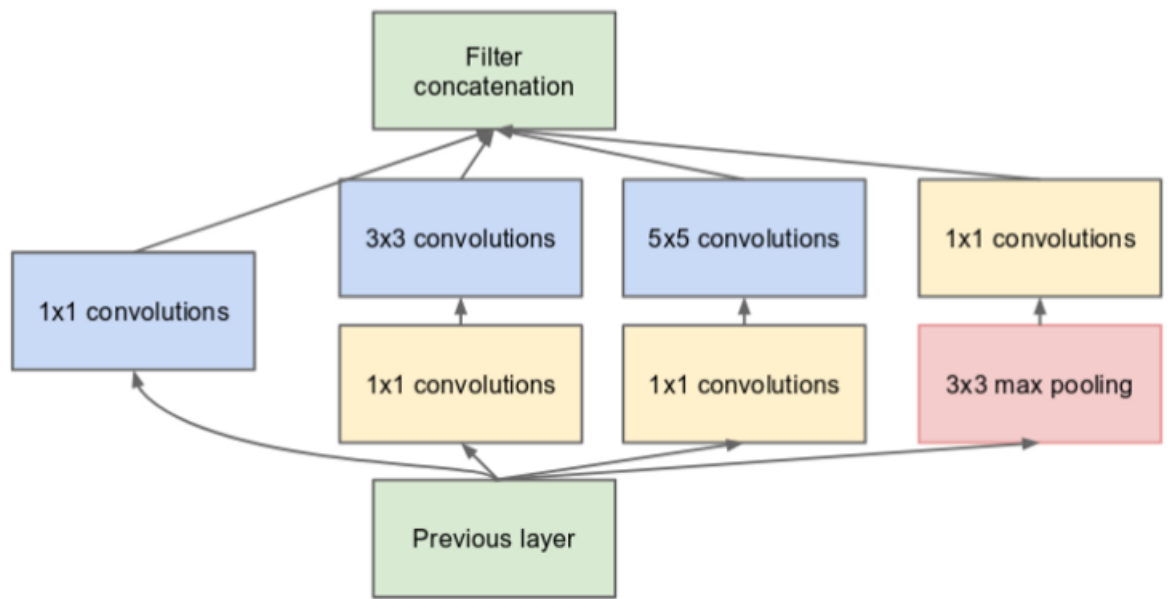 Filter
concatenation
3x3 convolutions
5x5 convolutions
1x1 convolutions
1x1 convolutions
1x1 convolutions
1x1 convolutions
3x3 max pooling
Previous layer